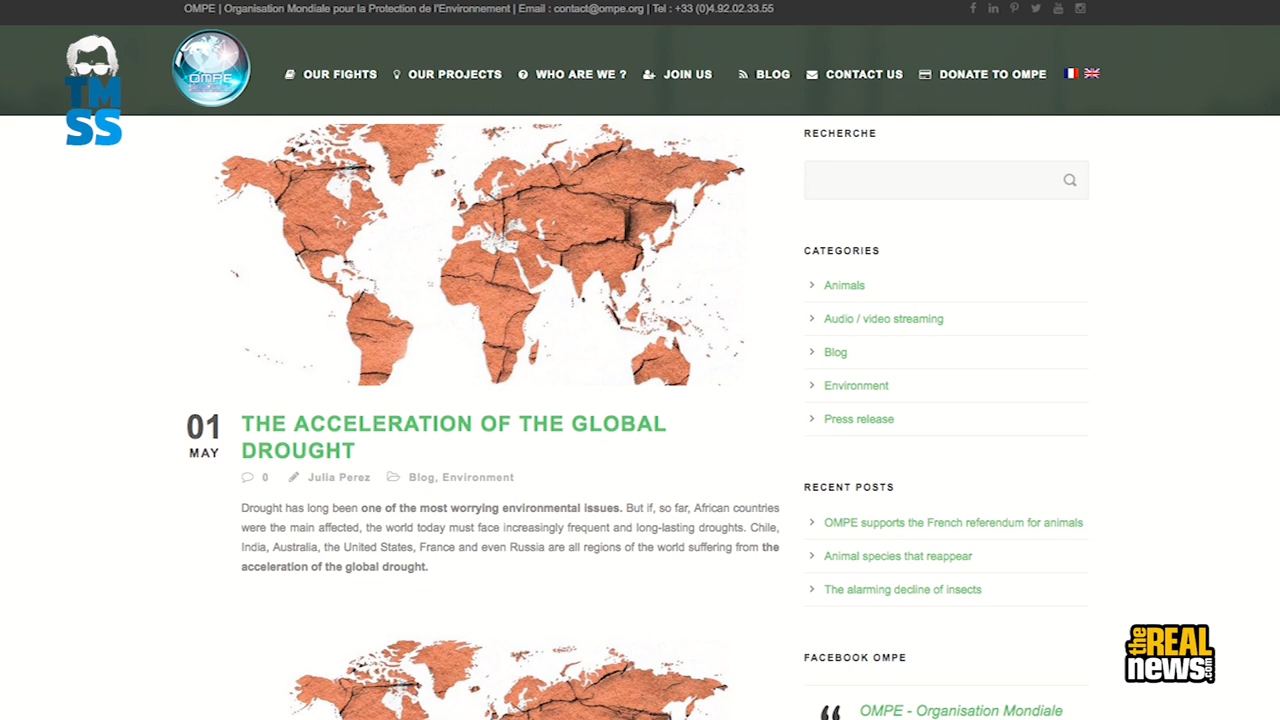 OMPE | Organisation Mondiale pour la Protection de l'Environnement | Email : contact@ompe.org | Tel : +33 (0)4.92.02.33.55
TM
SS
OMPE
OUR FIGHTS
OUR PROJECTS
WHO ARE WE ?
JOIN US
BLOG
CONTACT US
DONATE TO OMPE
RECHERCHE
CATEGORIES
Animals
Audio / video streaming
Blog
Environment
Press release
01
MAY
THE ACCELERATION OF THE GLOBAL
DROUGHT
0 Julia Perez Blog, Environment
Drought has long been one of the most worrying environmental issues. But if, so far, African countries
were the main affected, the world today must face increasingly frequent and long-lasting droughts. Chile,
India, Australia, the United States, France and even Russia are all regions of the world suffering from the
acceleration of the global drought.
RECENT POSTS
OMPE supports the French referendum for animals
Animal species that reappear
The alarming decline of insects
FACEBOOK OMPE
OMPE - Organisation Mondiale
the REAL
news.com